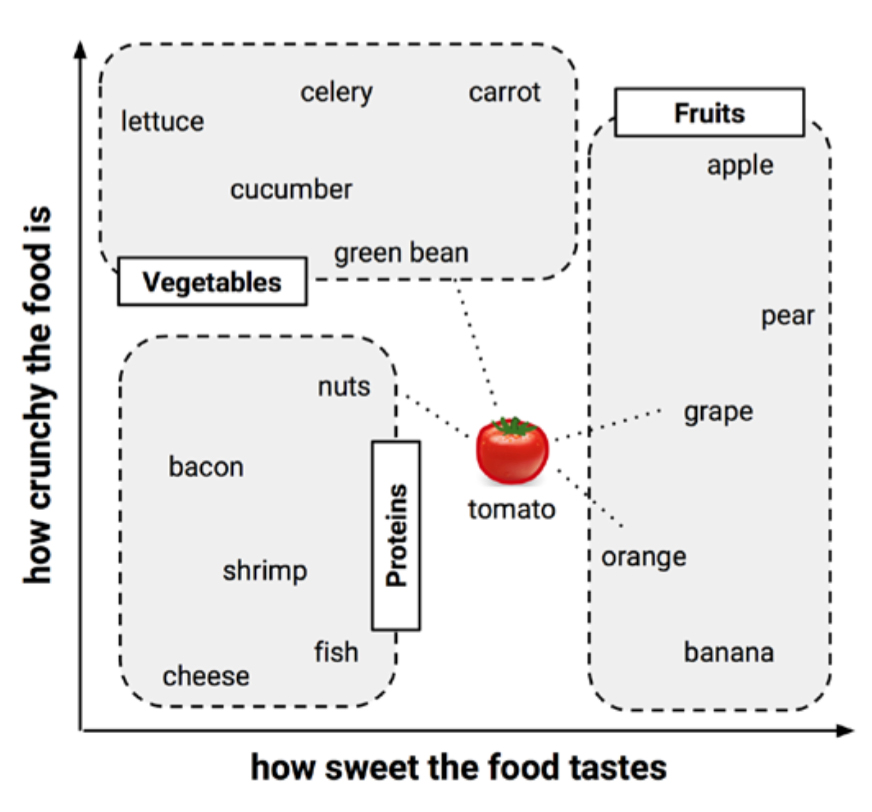 celery
carrot
lettuce
Fruits
apple
cucumber
green bean
Vegetables
pear
nuts
grape
bacon
tomato
Proteins
orange
shrimp
fish
banana
cheese
how crunchy the food is
how sweet the food tastes